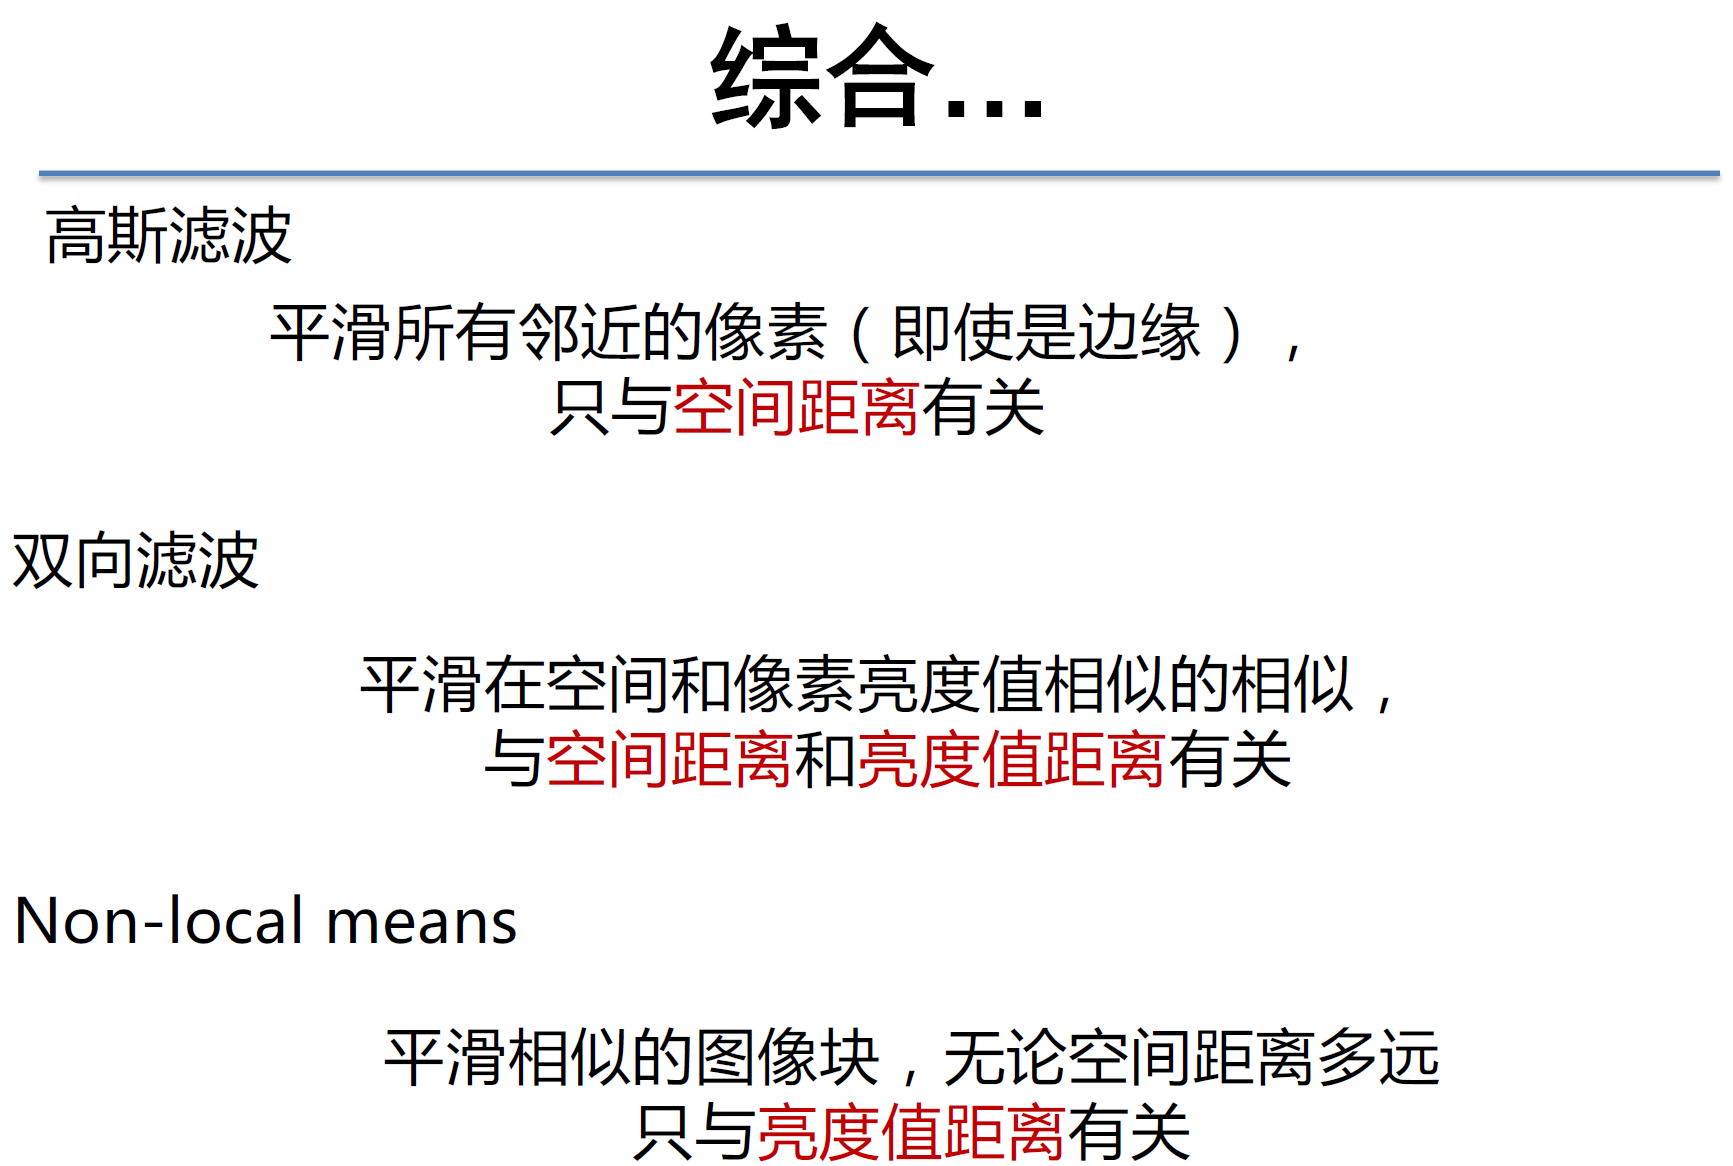 综合...
高斯滤波
平滑所有邻近的像素（即使是边缘），
只与空间距离有关
双向滤波
平滑在空间和像素亮度值相似的相似，
与空间距离和亮度值距离有关
Non-local means
平滑相似的图像块，无论空间距离多远
只与亮度值距离有关